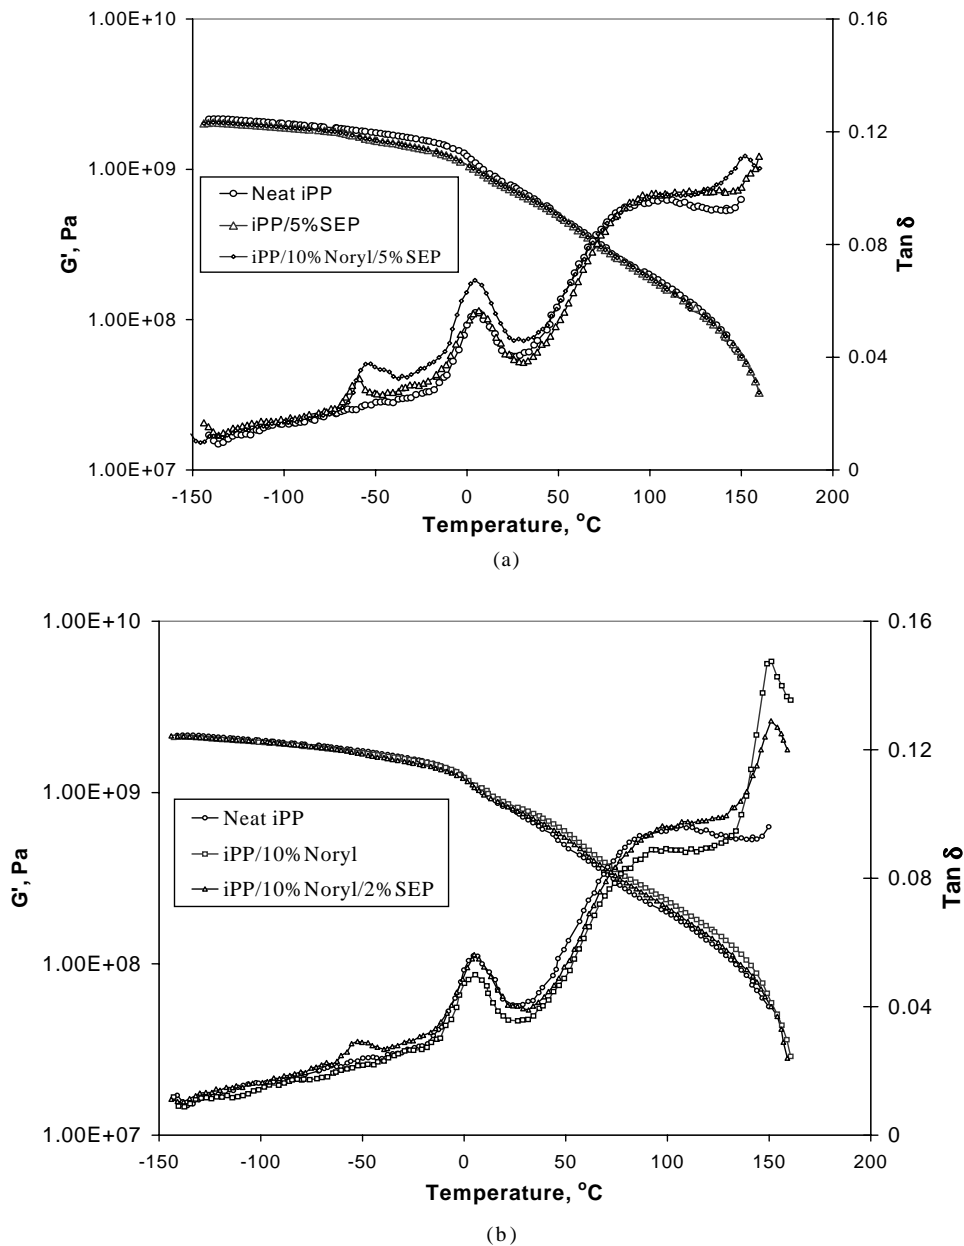 1.00E+10
1.00E+09
1.00E+08
1.00E+07
G', Pa
0.16
0.12
0.08
0.04
0
Tan δ
Neat iPP
iPP/5%SEP
iPP/10%Noryl/5%SEP
-150 -100 -50 0 50 100 150 200
Temperature, °C
(a)
1.00E+10
1.00E+09
1.00E+08
1.00E+07
G', Pa
0.16
0.12
0.08
0.04
0
Tan δ
Neat iPP
iPP/10%Noryl
iPP/10%Noryl/2%SEP
-150 -100 -50 0 50 100 150 200
Temperature, °C
(b)